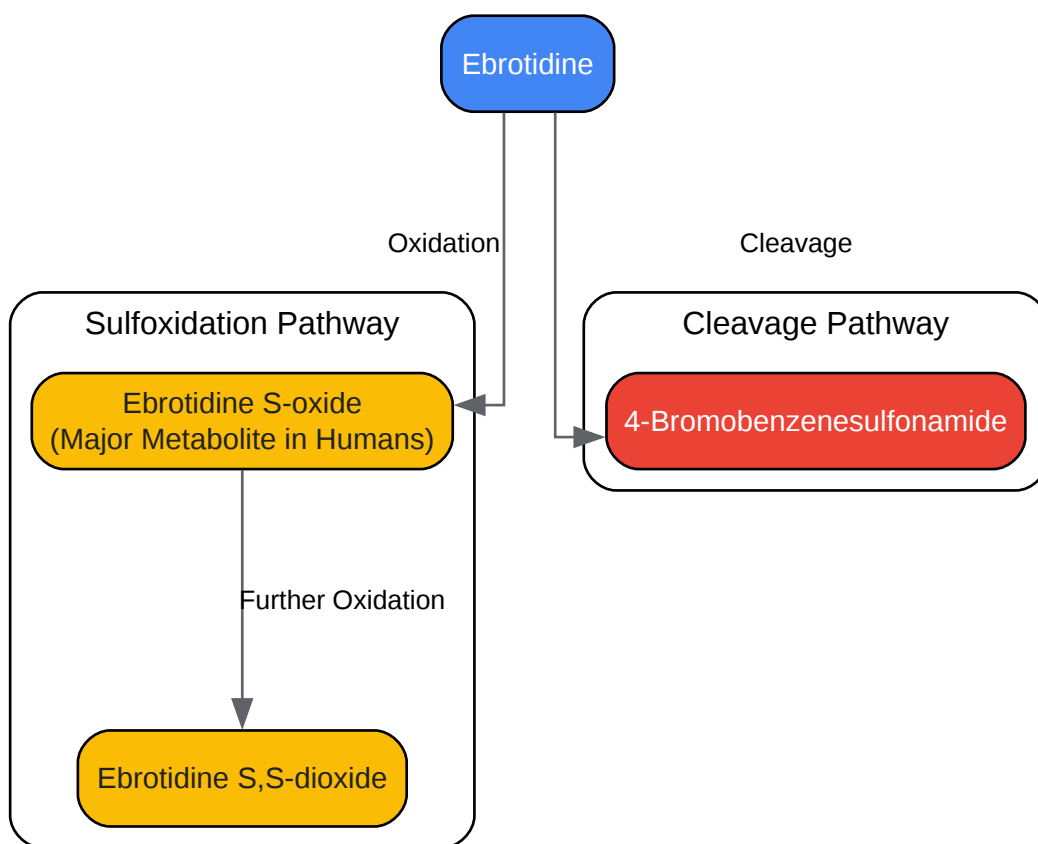 Ebrotidine
Oxidation
Cleavage
Sulfoxidation Pathway
Cleavage Pathway
Ebrotidine S-oxide
(Major Metabolite in Humans)
4-Bromobenzenesulfonamide
Further Oxidation
Ebrotidine S,S-dioxide